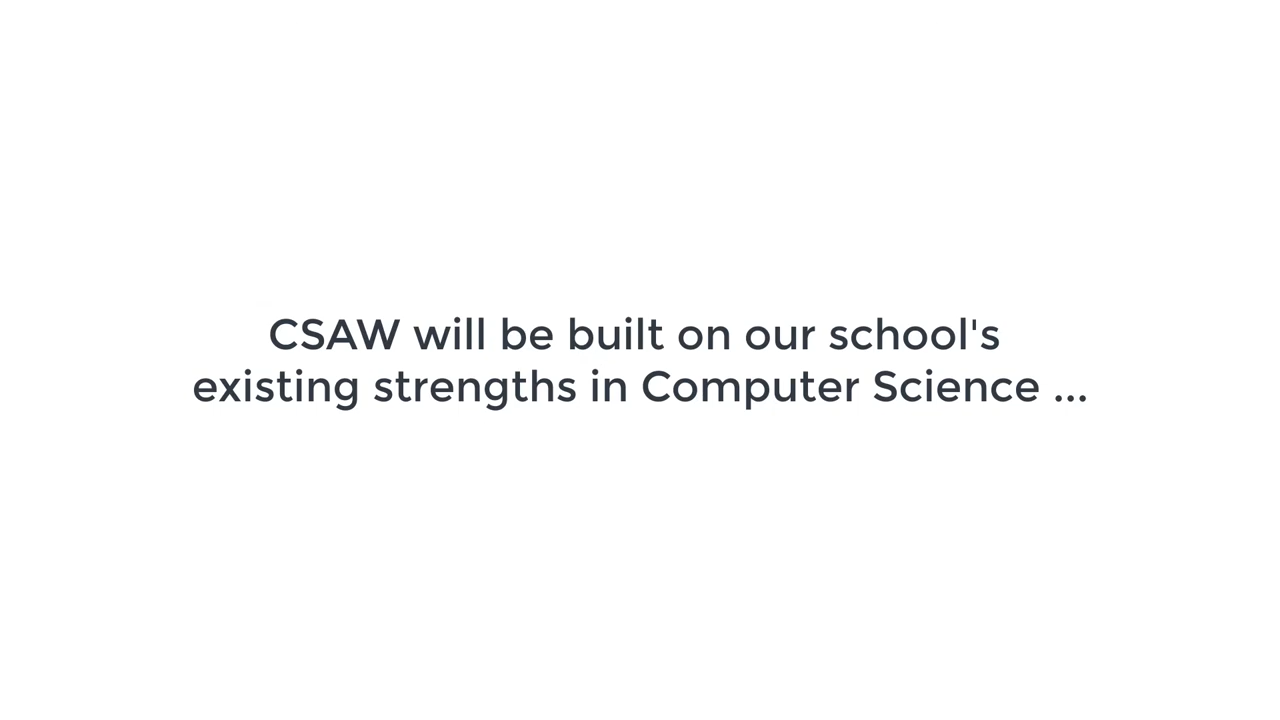 CSAW will be built on our school's
existing strengths in Computer Science ...